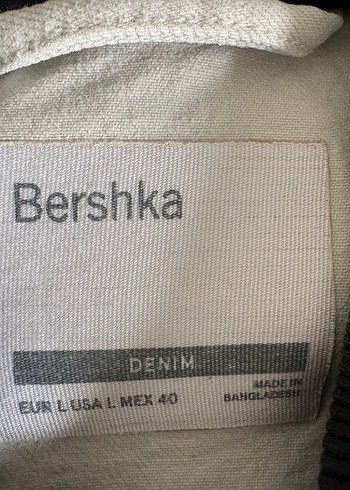 Bershka
DENIM
EUR L USA L MEX 40
MADE IN
BANGLADESH